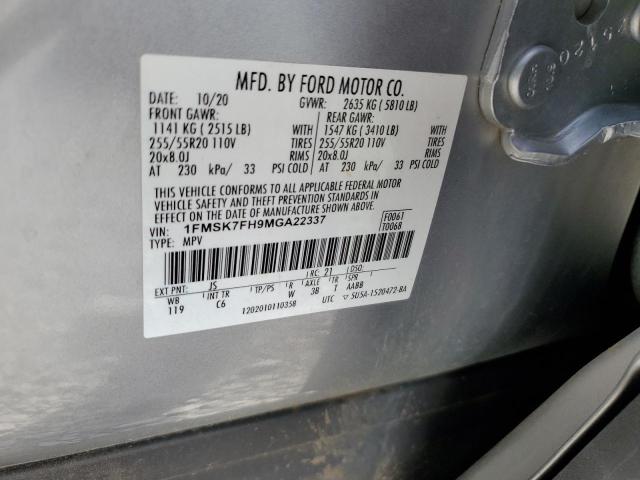 MFD. BY FORD MOTOR CO.
DATE: 10/20 GVWR: 2635 KG ( 5810 LB)
FRONT GAWR: REAR GAWR:
1141 KG ( 2515 LB) WITH 1547 KG ( 3410 LB) WITH
255/55R20 110V TIRES 255/55R20 110V TIRES
20x8.0J RIMS 20x8.0J RIMS
AT 230 kPa/ 33 PSI COLD AT 230 kPa/ 33 PSI COLD
THIS VEHICLE CONFORMS TO ALL APPLICABLE FEDERAL MOTOR
VEHICLE SAFETY AND THEFT PREVENTION STANDARDS IN
EFFECT ON THE DATE OF MANUFACTURE SHOWN ABOVE.
VIN: 1FMSK7FH9MGA22337 F0061
TYPE: MPV T0068
EXT PNT: JS RC: 21 DSO:
WB INT TR TP/PS R AXLE TR SPR
119 C6 W 3B T AABB
1202010110358 UTC ▽ 5U5A-1520472-BA
5120